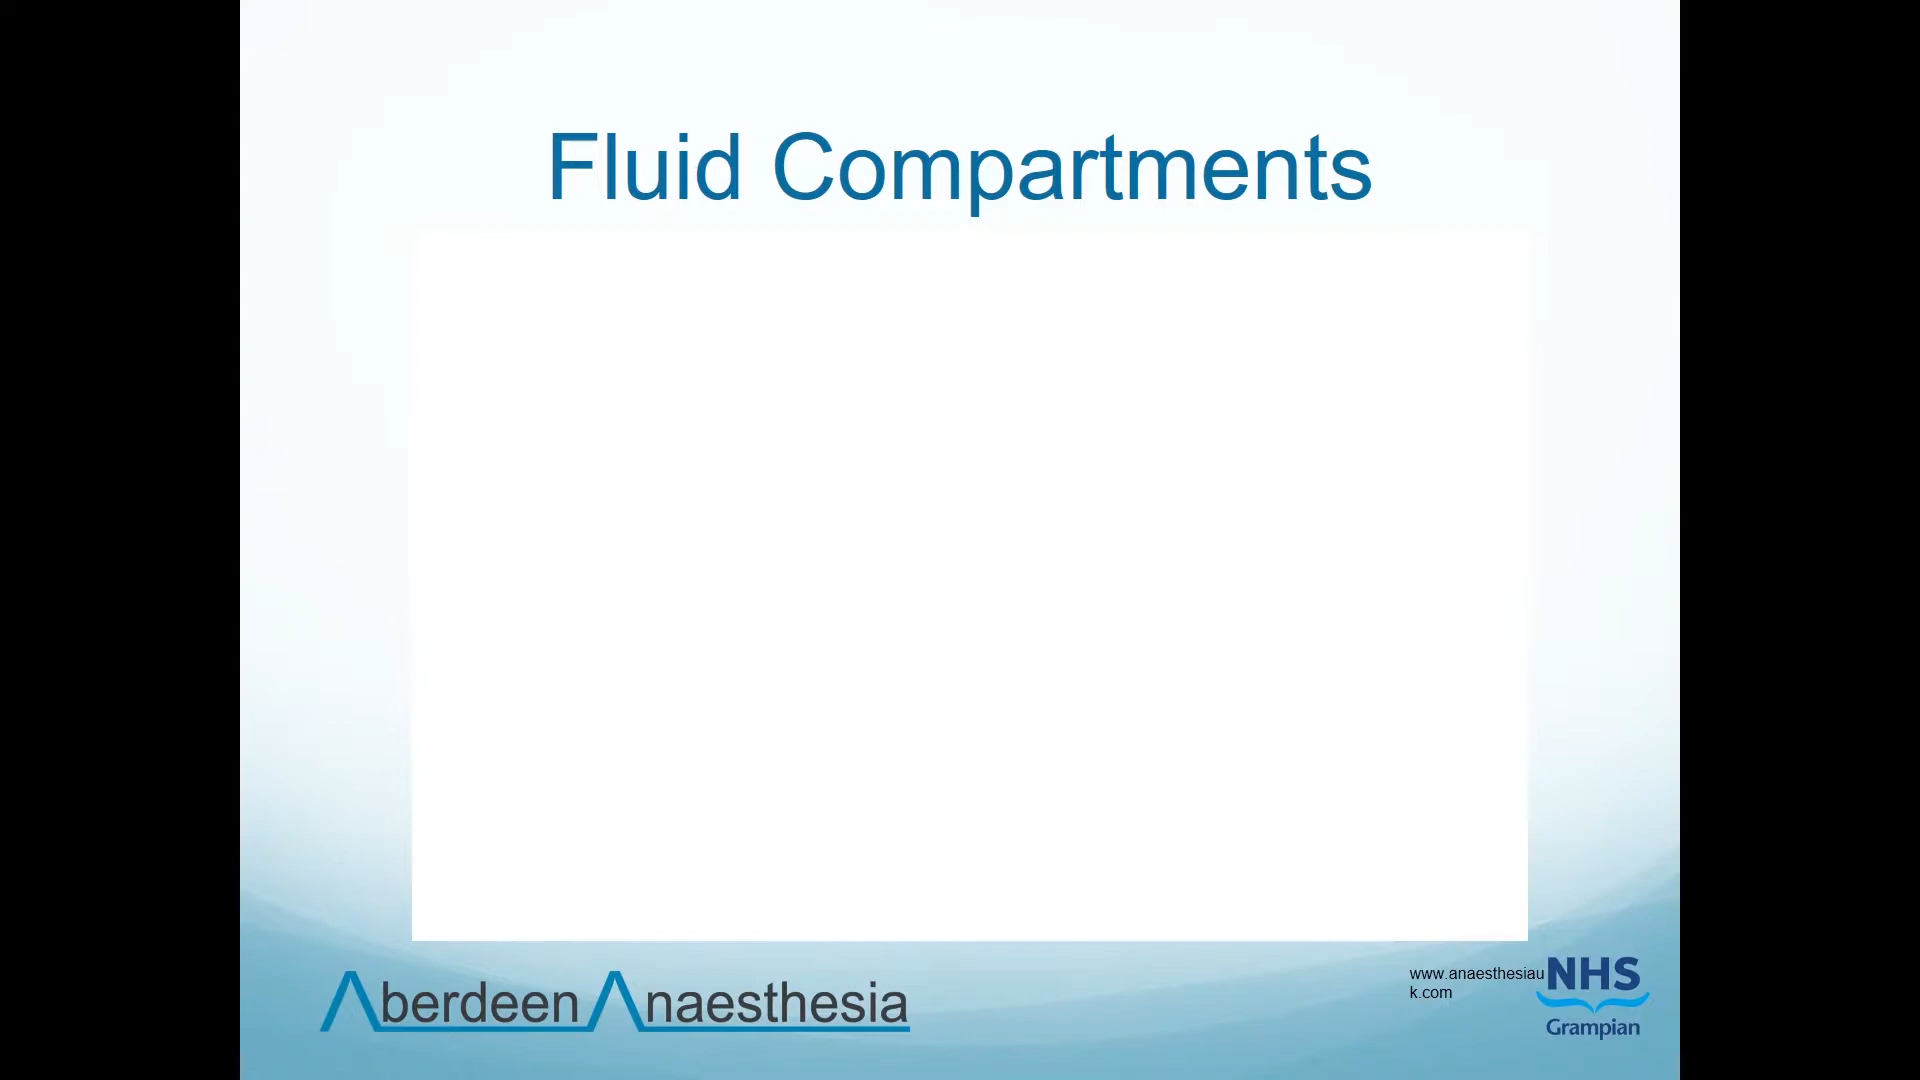 Fluid Compartments
www.anaesthesiau
k.com
NHS
Grampian
Aberdeen Anaesthesia